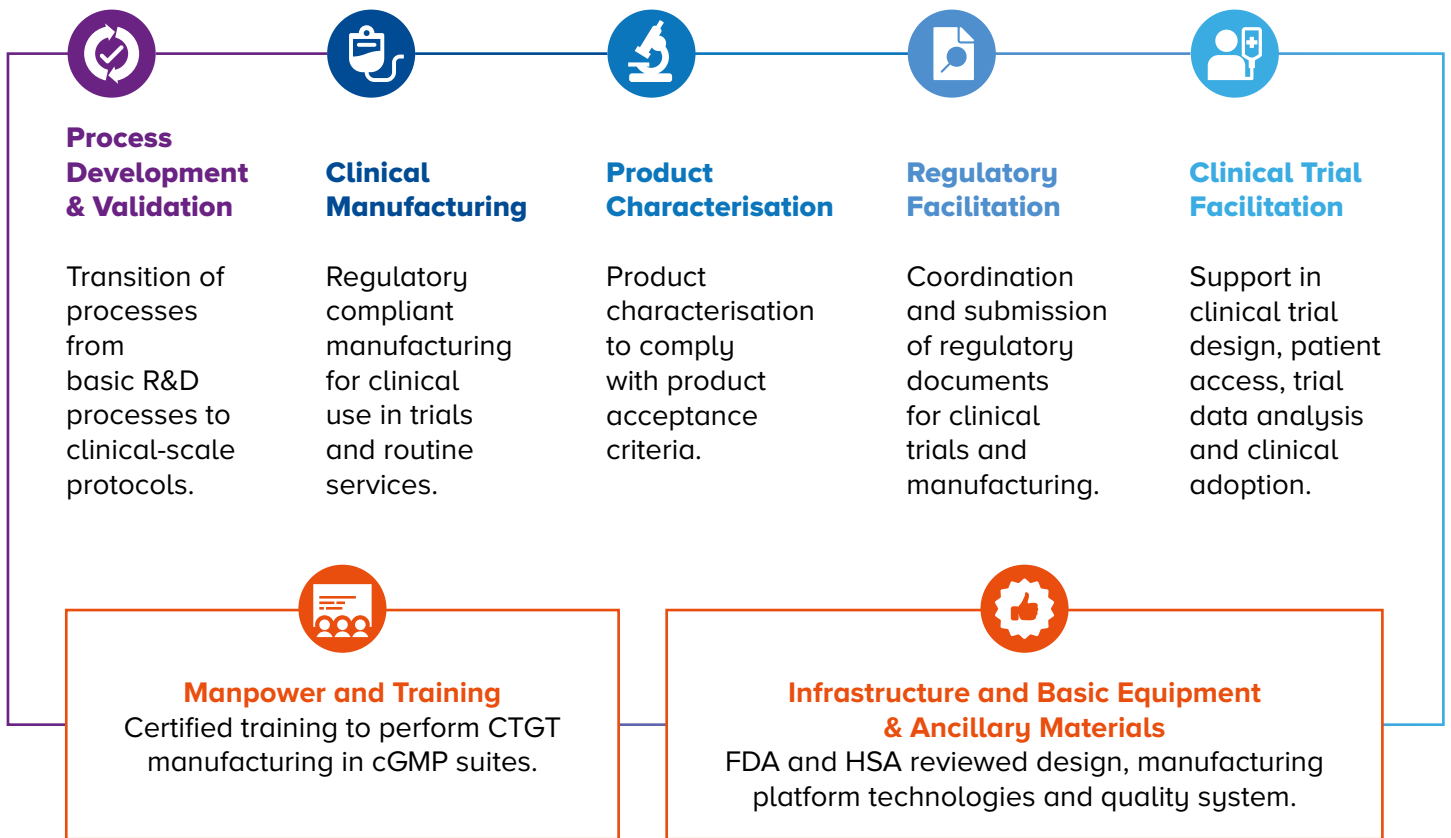 Process
Development
& Validation
Transition of
processes
from
basic R&D
processes to
clinical-scale
protocols.
Clinical
Manufacturing
Regulatory
compliant
manufacturing
for clinical
use in trials
and routine
services.
Product
Characterisation
Product
characterisation
to comply
with product
acceptance
criteria.
Regulatory
Facilitation
Coordination
and submission
of regulatory
documents
for clinical
trials and
manufacturing.
Clinical Trial
Facilitation
Support in
clinical trial
design, patient
access, trial
data analysis
and clinical
adoption.
Manpower and Training
Certified training to perform CTGT
manufacturing in cGMP suites.
Infrastructure and Basic Equipment
& Ancillary Materials
FDA and HSA reviewed design, manufacturing
platform technologies and quality system.